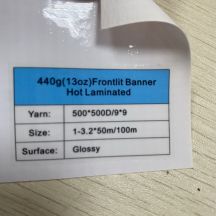 440g(13oz)Frontlit Banner
Hot Laminated
Yarn: 500*500D/9*9
Size: 1-3.2*50m/100m
Surface: Glossy